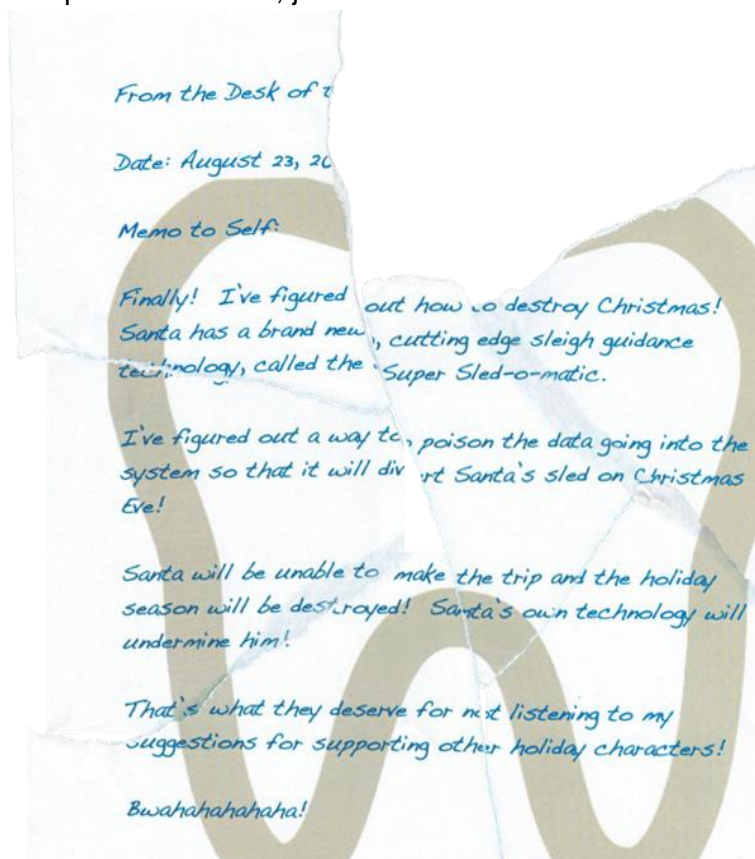 From the Desk of
Date: August 23, 20
Memo to Self:
Finally! I've figured out how to destroy Christmas!
Santa has a brand new, cutting edge sleigh guidance
technology, called the Super Sled-o-matic.
I've figured out a way to poison the data going into the
system so that it will divert Santa's sled on Christmas
Eve!
Santa will be unable to make the trip and the holiday
season will be destroyed! Santa's own technology will
undermine him!
That's what they deserve for not listening to my
suggestions for supporting other holiday characters!
Bwahahahahaha!